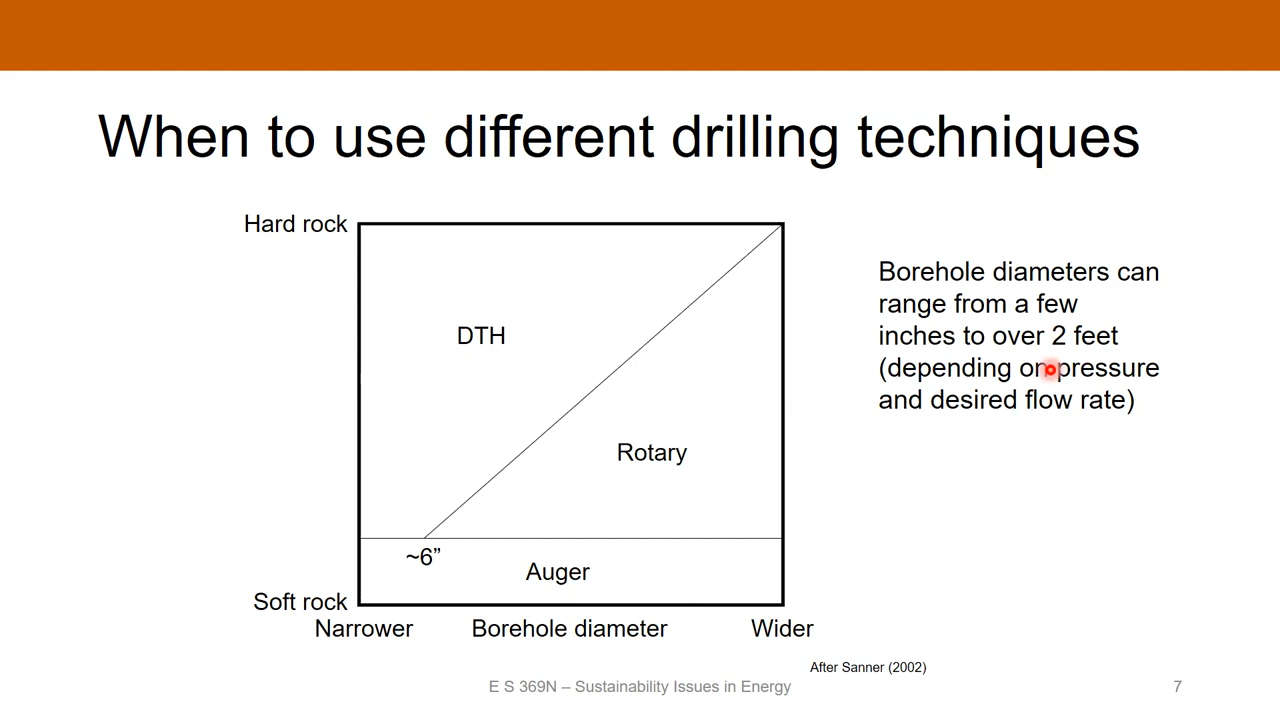 When to use different drilling techniques
Hard rock
DTH
Rotary
~6”
Auger
Soft rock
Narrower
Borehole diameter
Wider
Borehole diameters can
range from a few
inches to over 2 feet
(depending on pressure
and desired flow rate)
After Sanner (2002)
E S 369N – Sustainability Issues in Energy
7